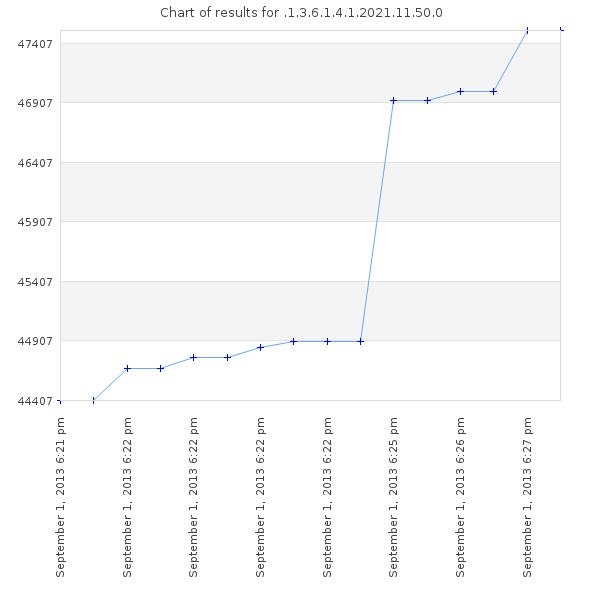 Chart of results for .1.3.6.1.4.1.2021.11.50.0
47407
46907
46407
45907
45407
44907
44407
September 1, 2013 6:21 pm
September 1, 2013 6:22 pm
September 1, 2013 6:22 pm
September 1, 2013 6:22 pm
September 1, 2013 6:22 pm
September 1, 2013 6:25 pm
September 1, 2013 6:26 pm
September 1, 2013 6:27 pm